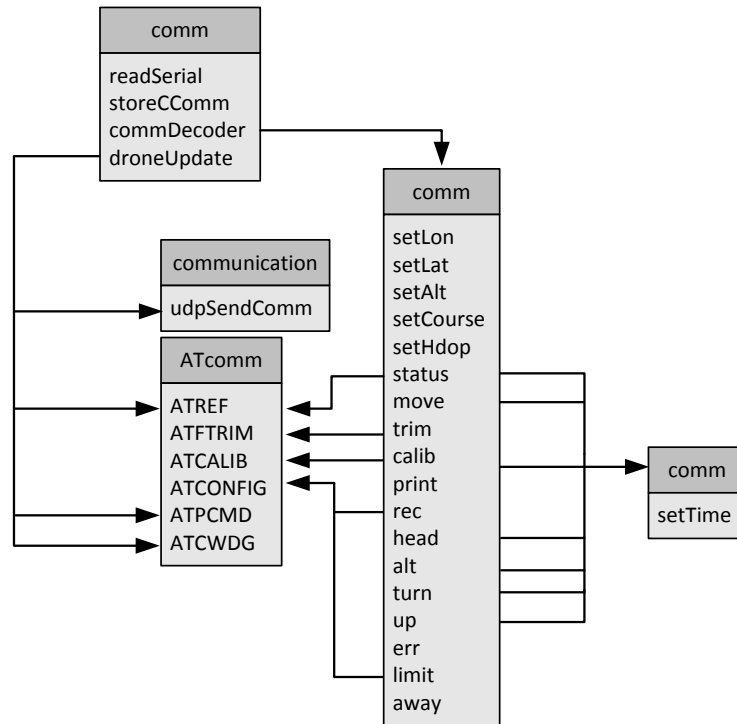 comm
readSerial
storeCComm
commDecoder
droneUpdate
communication
udpSendComm
ATcomm
ATREF
ATFTRIM
ATCALIB
ATCONFIG
ATPCMD
ATCWDG
comm
setLon
setLat
setAlt
setCourse
setHdop
status
move
trim
calib
print
rec
head
alt
turn
up
err
limit
away
comm
setTime